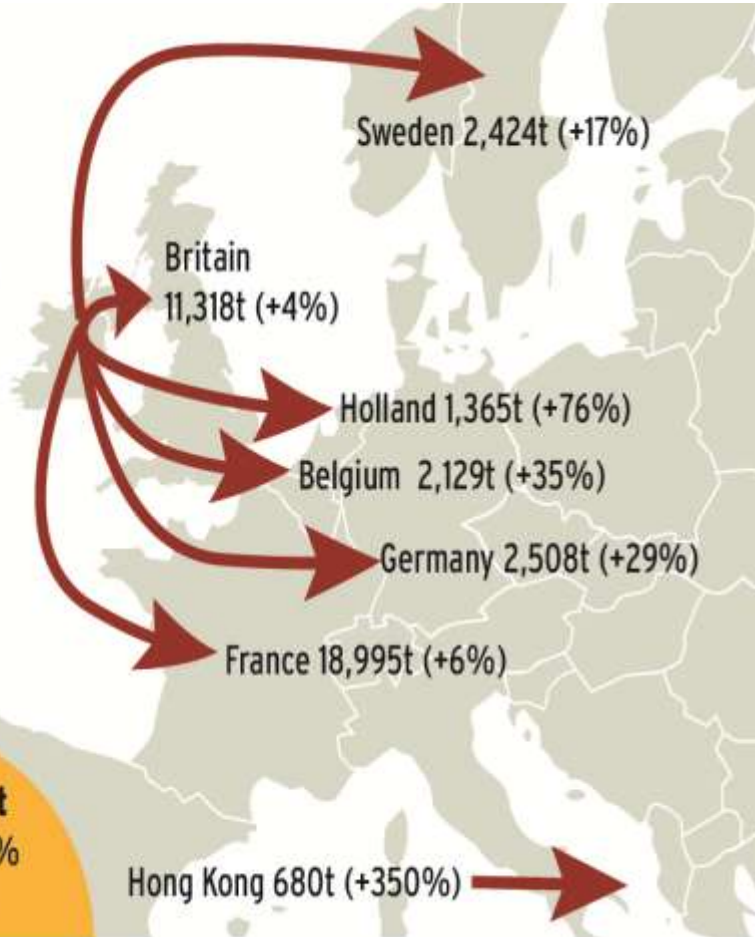 Sweden 2,424t (+17%)
Britain
11,318t (+4%)
Holland 1,365t (+76%)
Belgium 2,129t (+35%)
Germany 2,508t (+29%)
France 18,995t (+6%)
t
%
Hong Kong 680t (+350%)